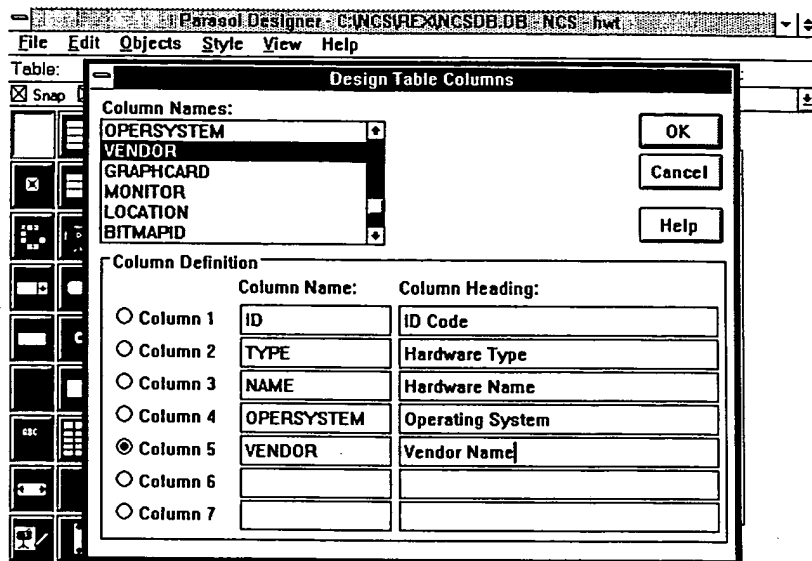 Parasol Designer - C:\NCS\REX\NCSDB.DB - NCS - hwt
File Edit Objects Style View Help
Table:
Snap
Design Table Columns
Column Names:
OPERSYSTEM
VENDOR
GRAPHCARD
MONITOR
LOCATION
BITMAPID
OK
Cancel
Help
Column Definition
Column Name: Column Heading:
Column 1 ID ID Code
Column 2 TYPE Hardware Type
Column 3 NAME Hardware Name
Column 4 OPERSYSTEM Operating System
Column 5 VENDOR Vendor Name
Column 6
Column 7